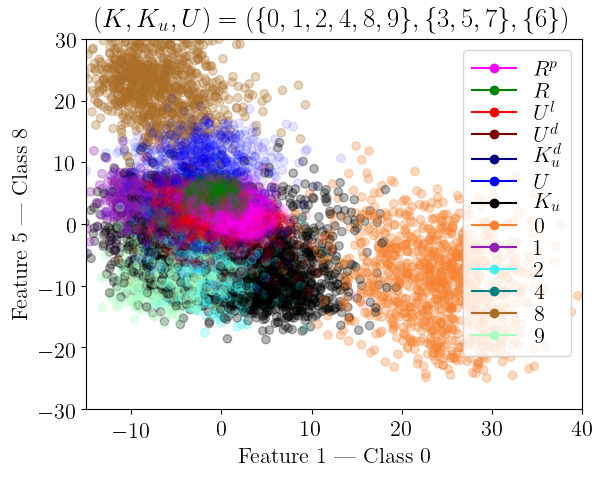 (K, K_u, U) = ({0, 1, 2, 4, 8, 9}, {3, 5, 7}, {6})
30
20
10
0
−10
−20
−30
Feature 5 — Class 8
R^p
R
U^l
U^d
K_u^d
U
K_u
0
1
2
4
8
9
−10
0
10
20
30
40
Feature 1 — Class 0